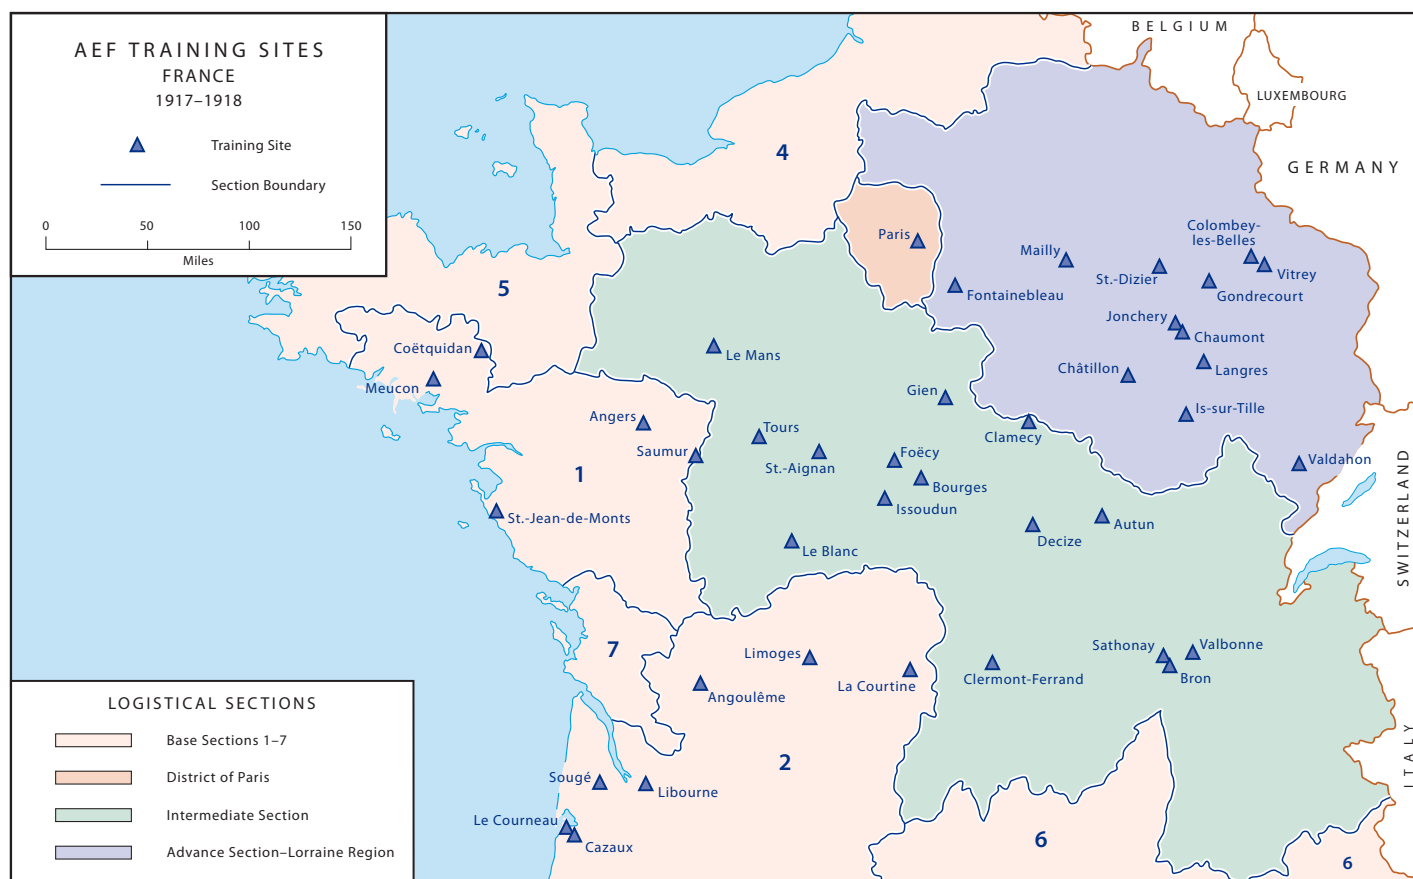 AEF TRAINING SITES
FRANCE
1917–1918
Training Site
Section Boundary
0 50 100 150
Miles
BELGIUM
LUXEMBOURG
GERMANY
SWITZERLAND
ITALY
4
5
1
7
2
6
6
Paris
Fontainebleau
Mailly
St.-Dizier
Colombey-
les-Belles
Vitrey
Gondrecourt
Jonchery
Chaumont
Châtillon
Langres
Is-sur-Tille
Valdahon
Coëtquidan
Meucon
Le Mans
Angers
Saumur
Tours
St.-Aignan
Gien
Clamecy
Foëcy
Bourges
Issoudun
St.-Jean-de-Monts
Le Blanc
Decize
Autun
Limoges
La Courtine
Angoulême
Clermont-Ferrand
Sathonay
Valbonne
Bron
Sougé
Libourne
Le Courneau
Cazaux
LOGISTICAL SECTIONS
Base Sections 1–7
District of Paris
Intermediate Section
Advance Section–Lorraine Region